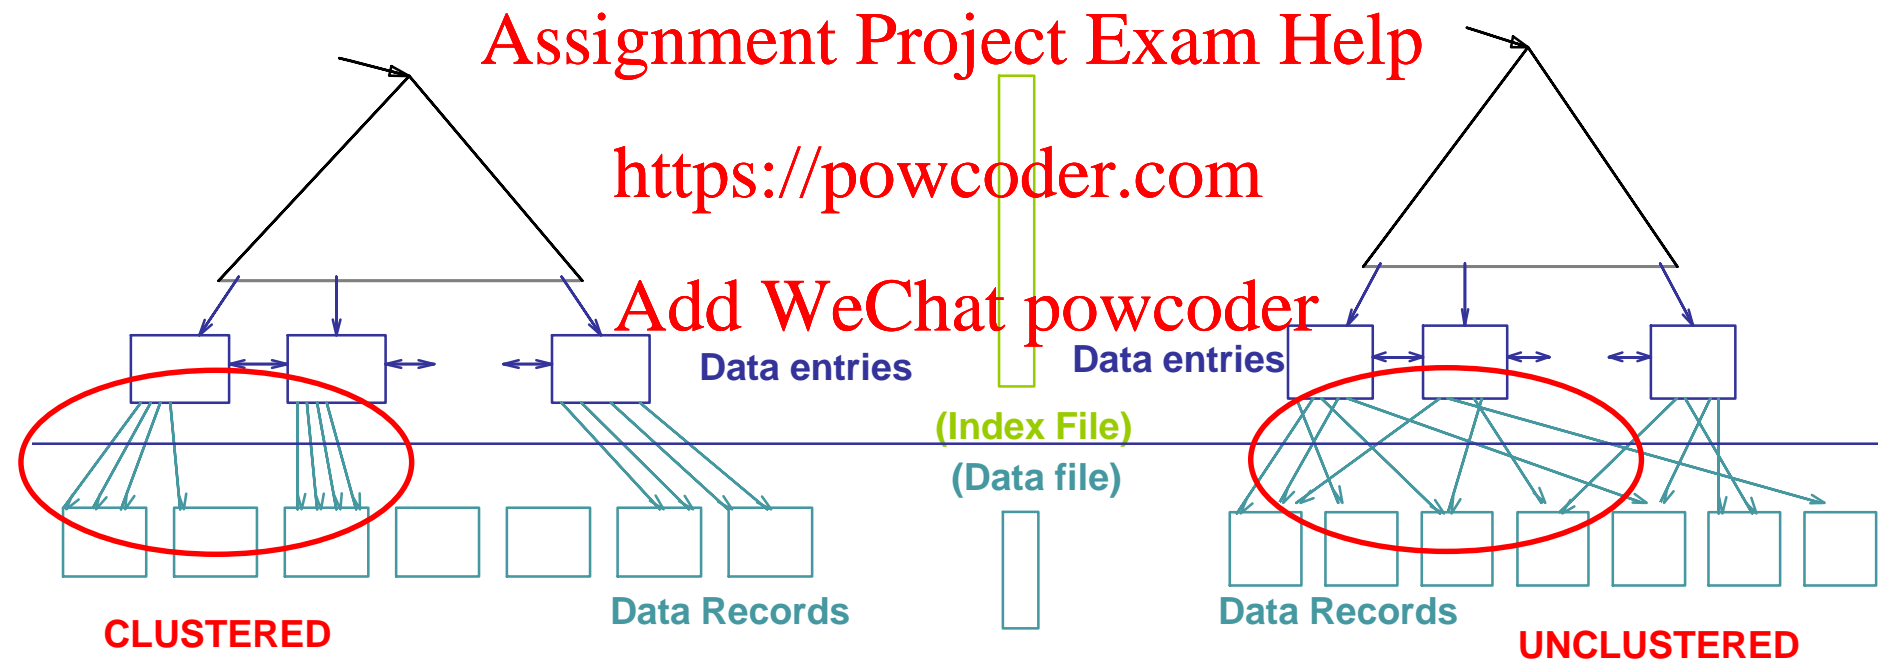 Assignment Project Exam Help
https://powcoder.com
Add WeChat powcoder
Data entries
Data entries
(Index File)
(Data file)
Data Records
Data Records
CLUSTERED
UNCLUSTERED